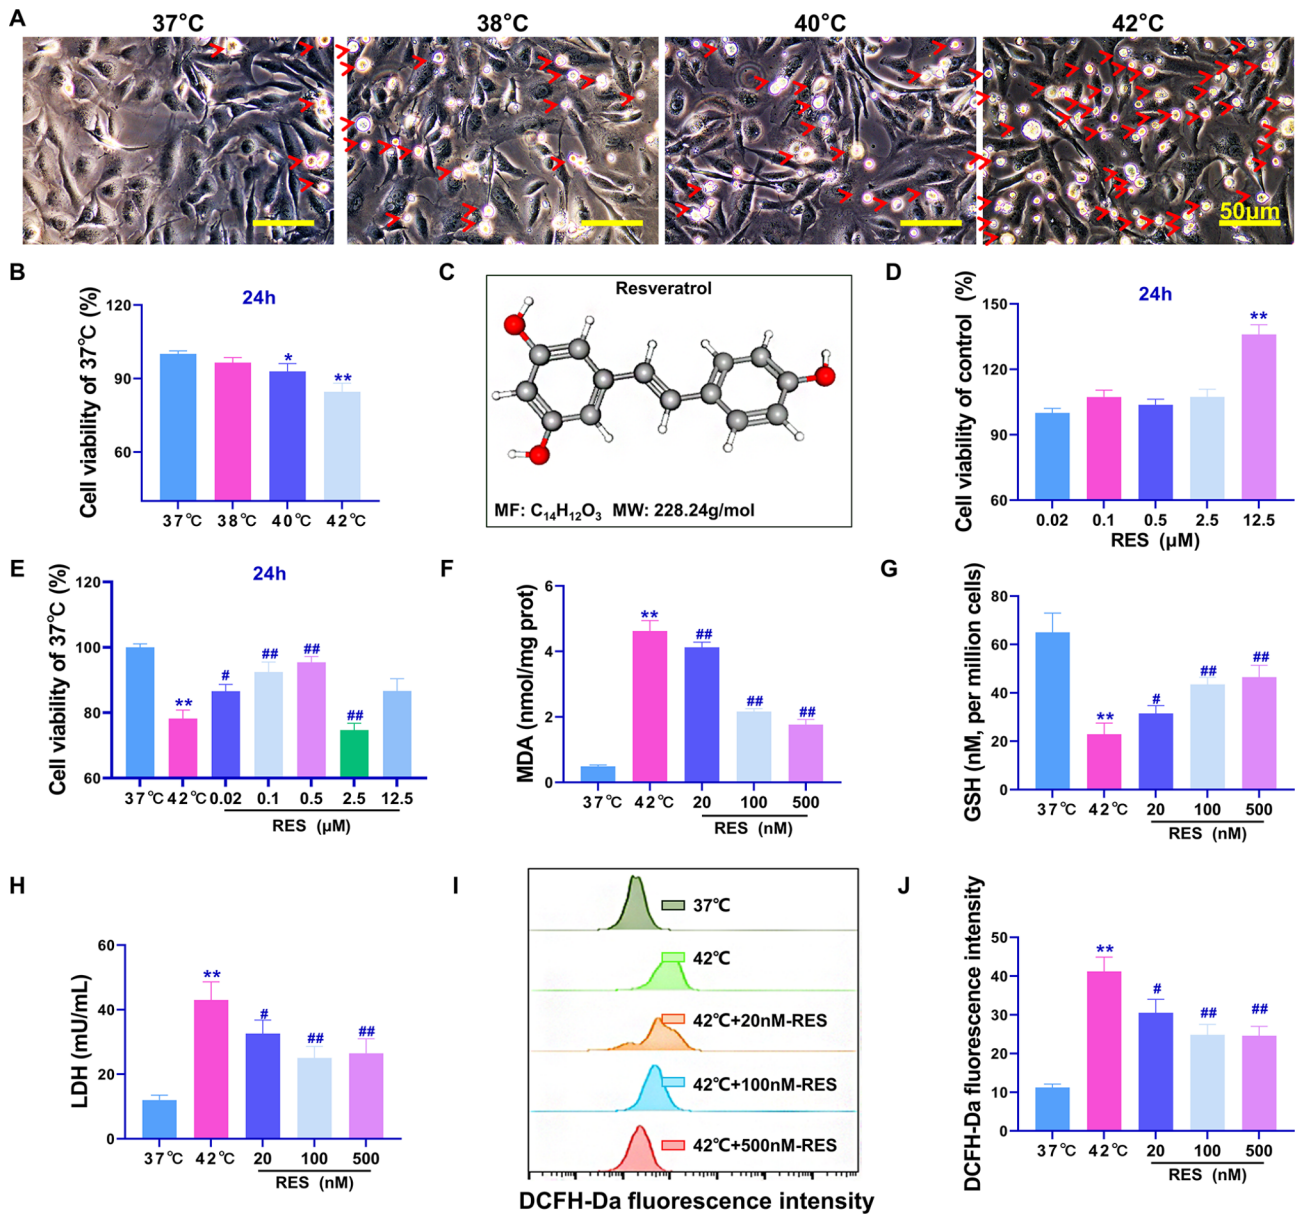 A
37°C
38°C
40°C
42°C
50μm
B
24h
Cell viability of 37℃ (%)
120
90
60
*
**
37℃ 38℃ 40℃ 42℃
C
Resveratrol
MF: C₁₄H₁₂O₃ MW: 228.24g/mol
D
24h
Cell viability of control (%)
150
120
90
60
**
0.02 0.1 0.5 2.5 12.5
RES (μM)
E
24h
Cell viability of 37℃ (%)
120
100
80
60
** # ## ## ##
37℃ 42℃ 0.02 0.1 0.5 2.5 12.5
RES (μM)
F
MDA (nmol/mg prot)
6
4
2
0
** ## ## ##
37℃ 42℃ 20 100 500
RES (nM)
G
GSH (nM, per million cells)
80
60
40
20
0
** # ## ##
37℃ 42℃ 20 100 500
RES (nM)
H
LDH (mU/mL)
60
40
20
0
** # ## ##
37℃ 42℃ 20 100 500
RES (nM)
I
37℃
42℃
42℃+20nM-RES
42℃+100nM-RES
42℃+500nM-RES
DCFH-Da fluorescence intensity
J
DCFH-Da fluorescence intensity
50
40
30
20
10
0
** # ## ##
37℃ 42℃ 20 100 500
RES (nM)